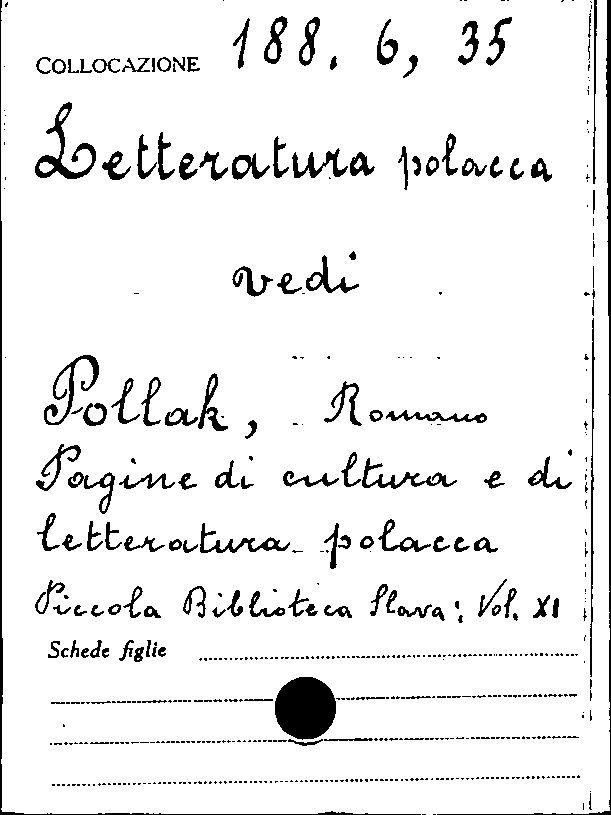 COLLOCAZIONE 188. 6, 35
Letteratura polacca
vedi
Pollak, Romano
Pagine di cultura e di
letteratura polacca
Piccola Biblioteca Slava: Vol. XI
Schede figlie